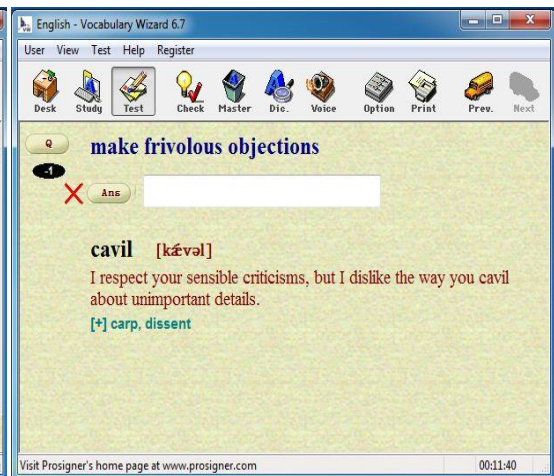 English - Vocabulary Wizard 6.7
User View Test Help Register
Desk Study Test Check Master Dic. Voice Option Print Prev. Next
Q make frivolous objections
-1
Ans
cavil [kǽvəl]
I respect your sensible criticisms, but I dislike the way you cavil
about unimportant details.
[+] carp, dissent
Visit Prosigner's home page at www.prosigner.com 00:11:40